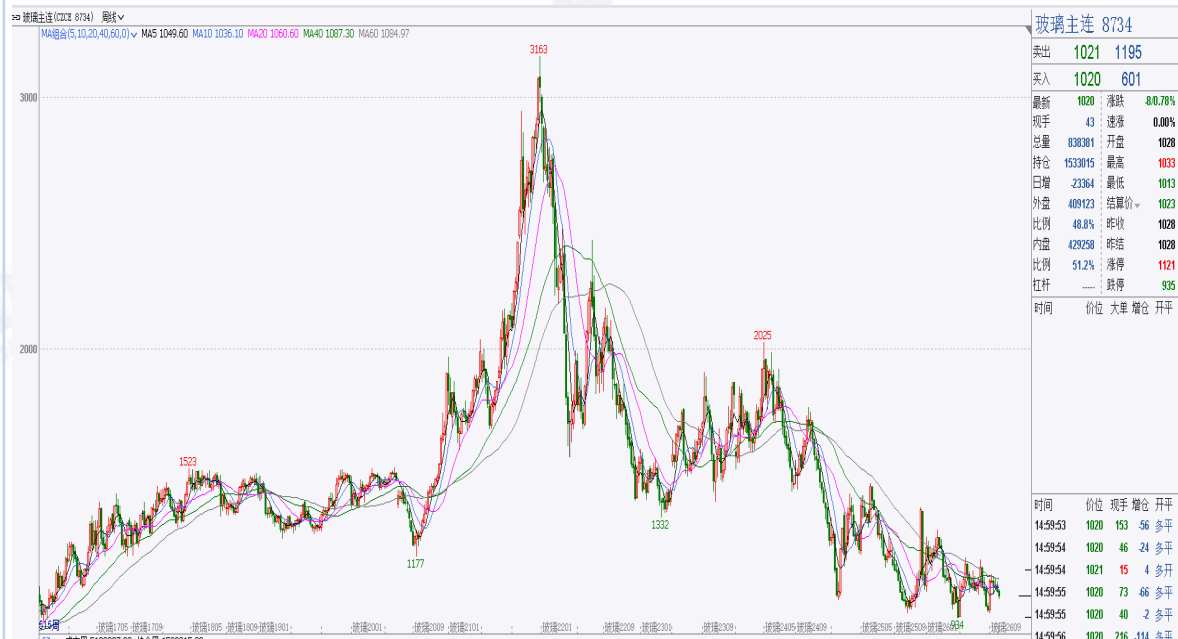 玻璃主连(CZCE 8734) 周线
MA组合(5,10,20,40,60,0) MA5 1049.60 MA10 1036.10 MA20 1060.60 MA40 1087.30 MA60 1084.97
3163
3000
2000
2025
1523
1332
1177
934
515周
玻璃1705 玻璃1709 玻璃1805 玻璃1809 玻璃1901 玻璃2001 玻璃2009 玻璃2101 玻璃2201 玻璃2209 玻璃2301 玻璃2309 玻璃2405 玻璃2409 玻璃2505 玻璃2509 玻璃2609
玻璃主连 8734
卖出 1021 1195
买入 1020 601
最新 1020 涨跌 -8/0.78%
现手 43 速涨 0.00%
总量 838381 开盘 1028
持仓 1533015 最高 1033
日增 -23364 最低 1013
外盘 409123 结算价 1023
比例 48.8% 昨收 1028
内盘 429258 昨结 1028
比例 51.2% 涨停 1121
杠杆 ----- 跌停 935
时间 价位 大单 增仓 开平
时间 价位 现手 增仓 开平
14:59:53 1020 153 -56 多平
14:59:54 1020 46 -24 多平
14:59:54 1021 15 4 多开
14:59:55 1020 73 -66 多平
14:59:55 1020 40 -2 多平
14:59:56 1020 216 -114 多平